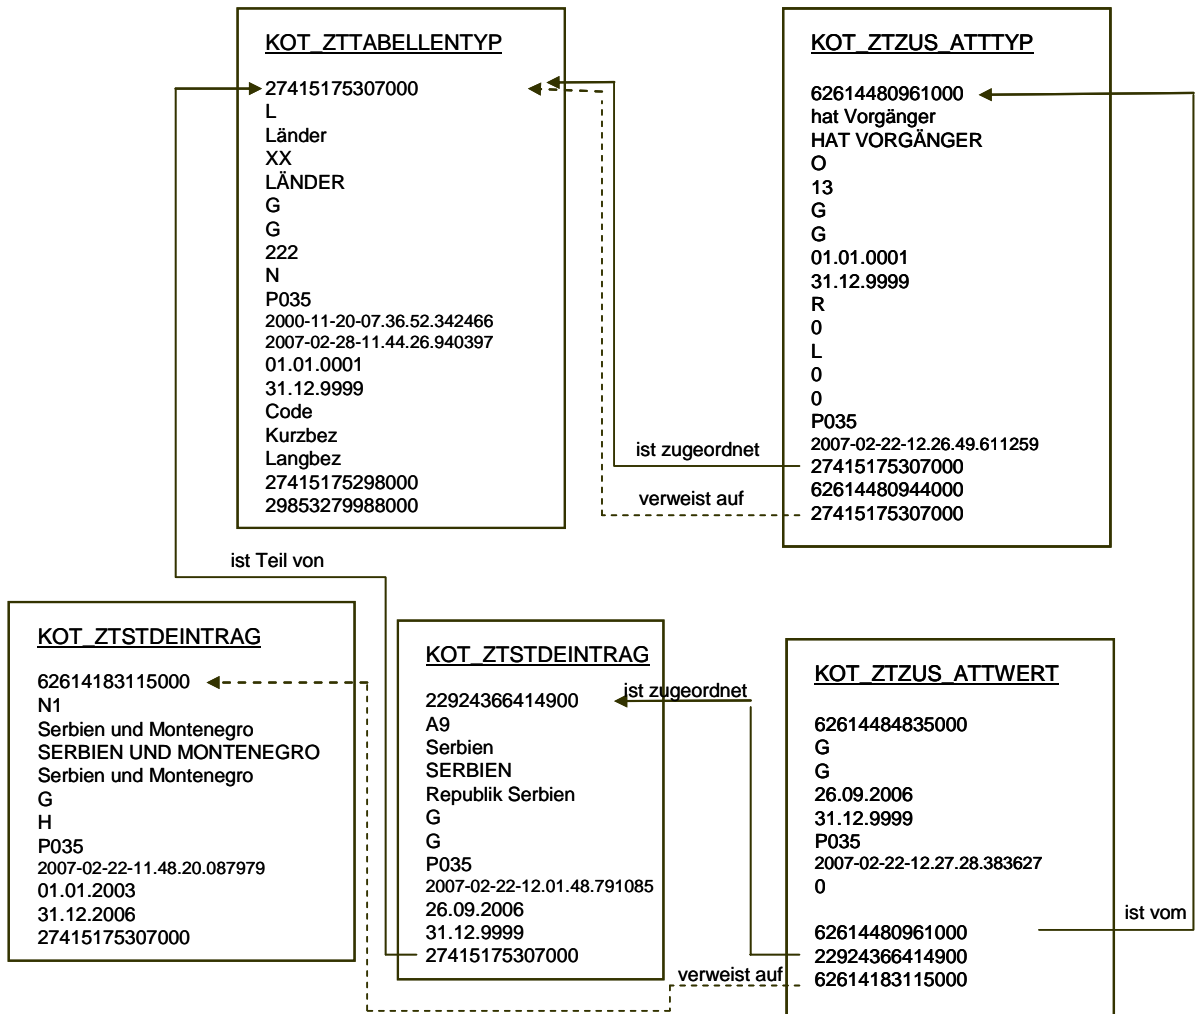 KOT_ZTTABELLENTYP
27415175307000
L
Länder
XX
LÄNDER
G
G
222
N
P035
2000-11-20-07.36.52.342466
2007-02-28-11.44.26.940397
01.01.0001
31.12.9999
Code
Kurzbez
Langbez
27415175298000
29853279988000
KOT_ZTZUS_ATTTYP
62614480961000
hat Vorgänger
HAT VORGÄNGER
O
13
G
G
01.01.0001
31.12.9999
R
0
L
0
0
P035
2007-02-22-12.26.49.611259
27415175307000
62614480944000
27415175307000
ist zugeordnet
verweist auf
ist Teil von
KOT_ZTSTDEINTRAG
62614183115000
N1
Serbien und Montenegro
SERBIEN UND MONTENEGRO
Serbien und Montenegro
G
H
P035
2007-02-22-11.48.20.087979
01.01.2003
31.12.2006
27415175307000
KOT_ZTSTDEINTRAG
22924366414900
A9
Serbien
SERBIEN
Republik Serbien
G
G
P035
2007-02-22-12.01.48.791085
26.09.2006
31.12.9999
27415175307000
ist zugeordnet
verweist auf
KOT_ZTZUS_ATTWERT
62614484835000
G
G
26.09.2006
31.12.9999
P035
2007-02-22-12.27.28.383627
0
62614480961000
22924366414900
62614183115000
ist vom